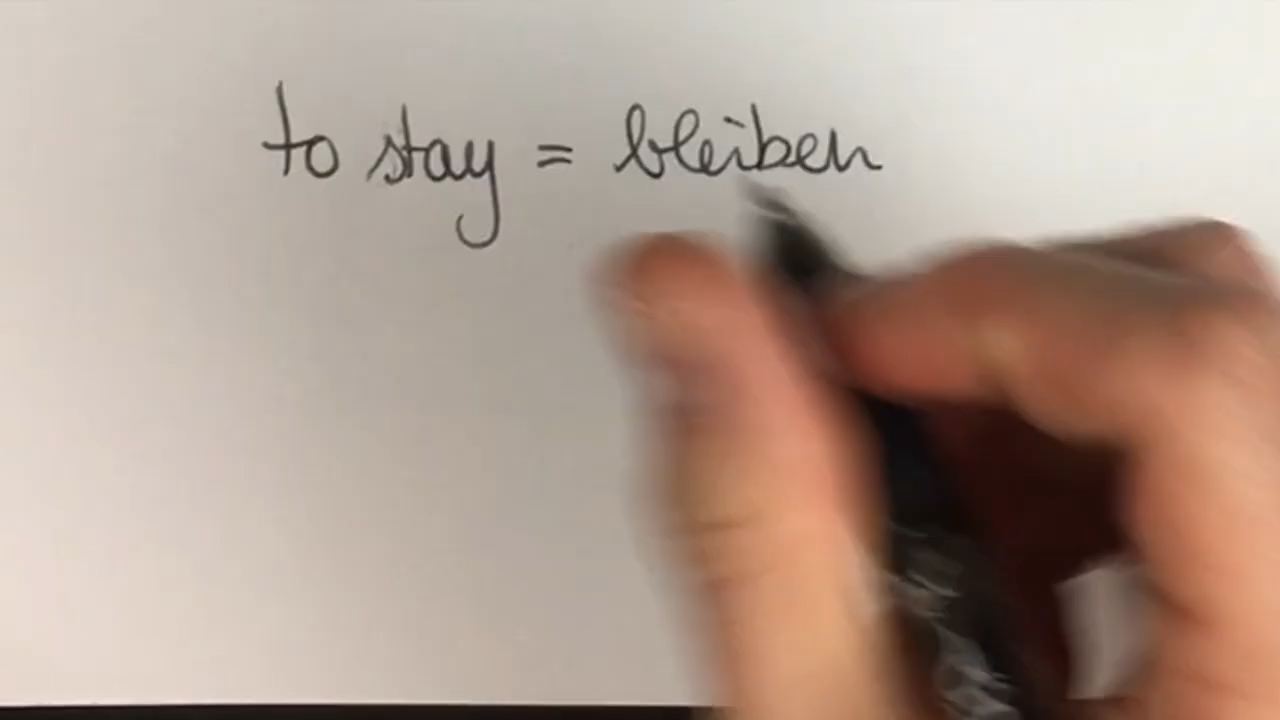 to stay = bleiben